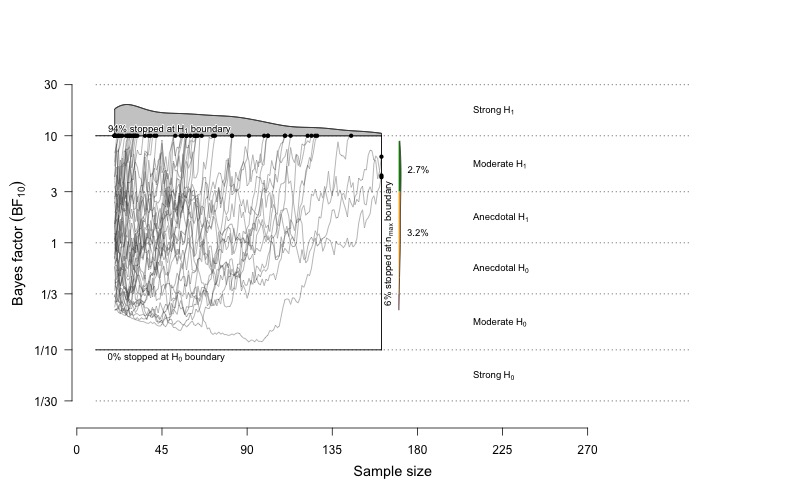 30
10
3
1
1/3
1/10
1/30
Bayes factor (BF10)
94% stopped at H1 boundary
0% stopped at H0 boundary
6% stopped at nmax boundary
2.7%
3.2%
Strong H1
Moderate H1
Anecdotal H1
Anecdotal H0
Moderate H0
Strong H0
0 45 90 135 180 225 270
Sample size